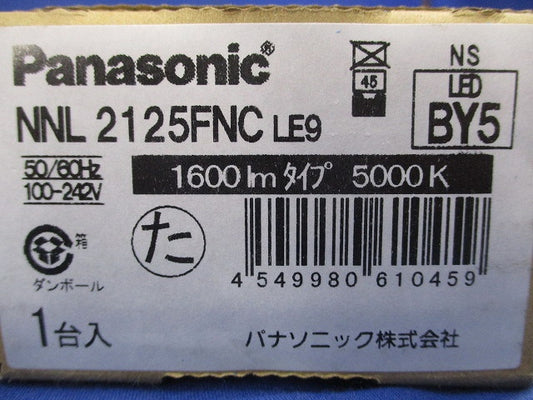 Panasonic®
NNL 2125FNC LE9
45
NS
LED
BY5
50/60Hz
100-242V
1600 lm タイプ 5000K
た
箱
ダンボール
4 549980 610459
1台入
パナソニック株式会社